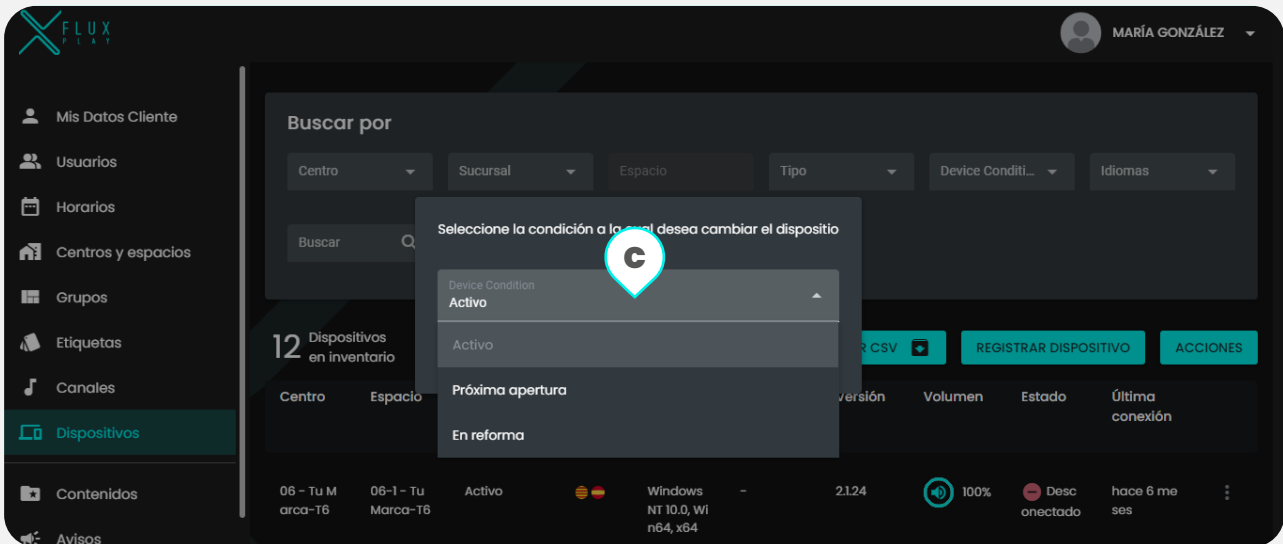 FLUX
PLAY
MARÍA GONZÁLEZ
Mis Datos Cliente
Usuarios
Horarios
Centros y espacios
Grupos
Etiquetas
Canales
Dispositivos
Contenidos
Avisos
Buscar por
Centro
Sucursal
Espacio
Tipo
Device Conditi...
Idiomas
Buscar
Seleccione la condición a la cual desea cambiar el dispositio
C
Device Condition
Activo
Activo
Próxima apertura
En reforma
12 Dispositivos
en inventario
R CSV
REGISTRAR DISPOSITIVO
ACCIONES
Centro
Espacio
versión
Volumen
Estado
Última
conexión
06 - Tu M
arca-T6
06-1 - Tu
Marca-T6
Activo
Windows
NT 10.0, Wi
n64, x64
-
2.1.24
100%
Desc
onectado
hace 6 me
ses